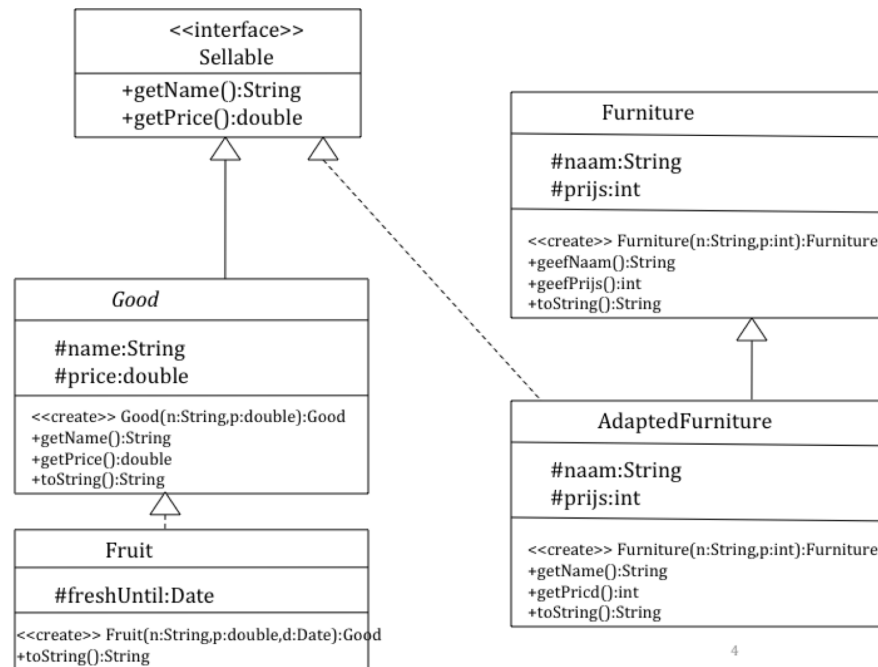 <<interface>>
Sellable
+getName():String
+getPrice():double
Good
#name:String
#price:double
<<create>> Good(n:String,p:double):Good
+getName():String
+getPrice():double
+toString():String
Fruit
#freshUntil:Date
<<create>> Fruit(n:String,p:double,d:Date):Good
+toString():String
Furniture
#naam:String
#prijs:int
<<create>> Furniture(n:String,p:int):Furniture
+geefNaam():String
+geefPrijs():int
+toString():String
AdaptedFurniture
#naam:String
#prijs:int
<<create>> Furniture(n:String,p:int):Furniture
+getName():String
+getPricd():int
+toString():String
4